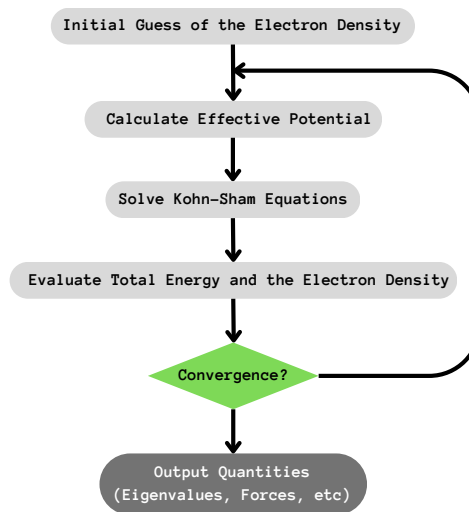 Initial Guess of the Electron Density
Calculate Effective Potential
Solve Kohn-Sham Equations
Evaluate Total Energy and the Electron Density
Convergence?
Output Quantities
(Eigenvalues, Forces, etc)